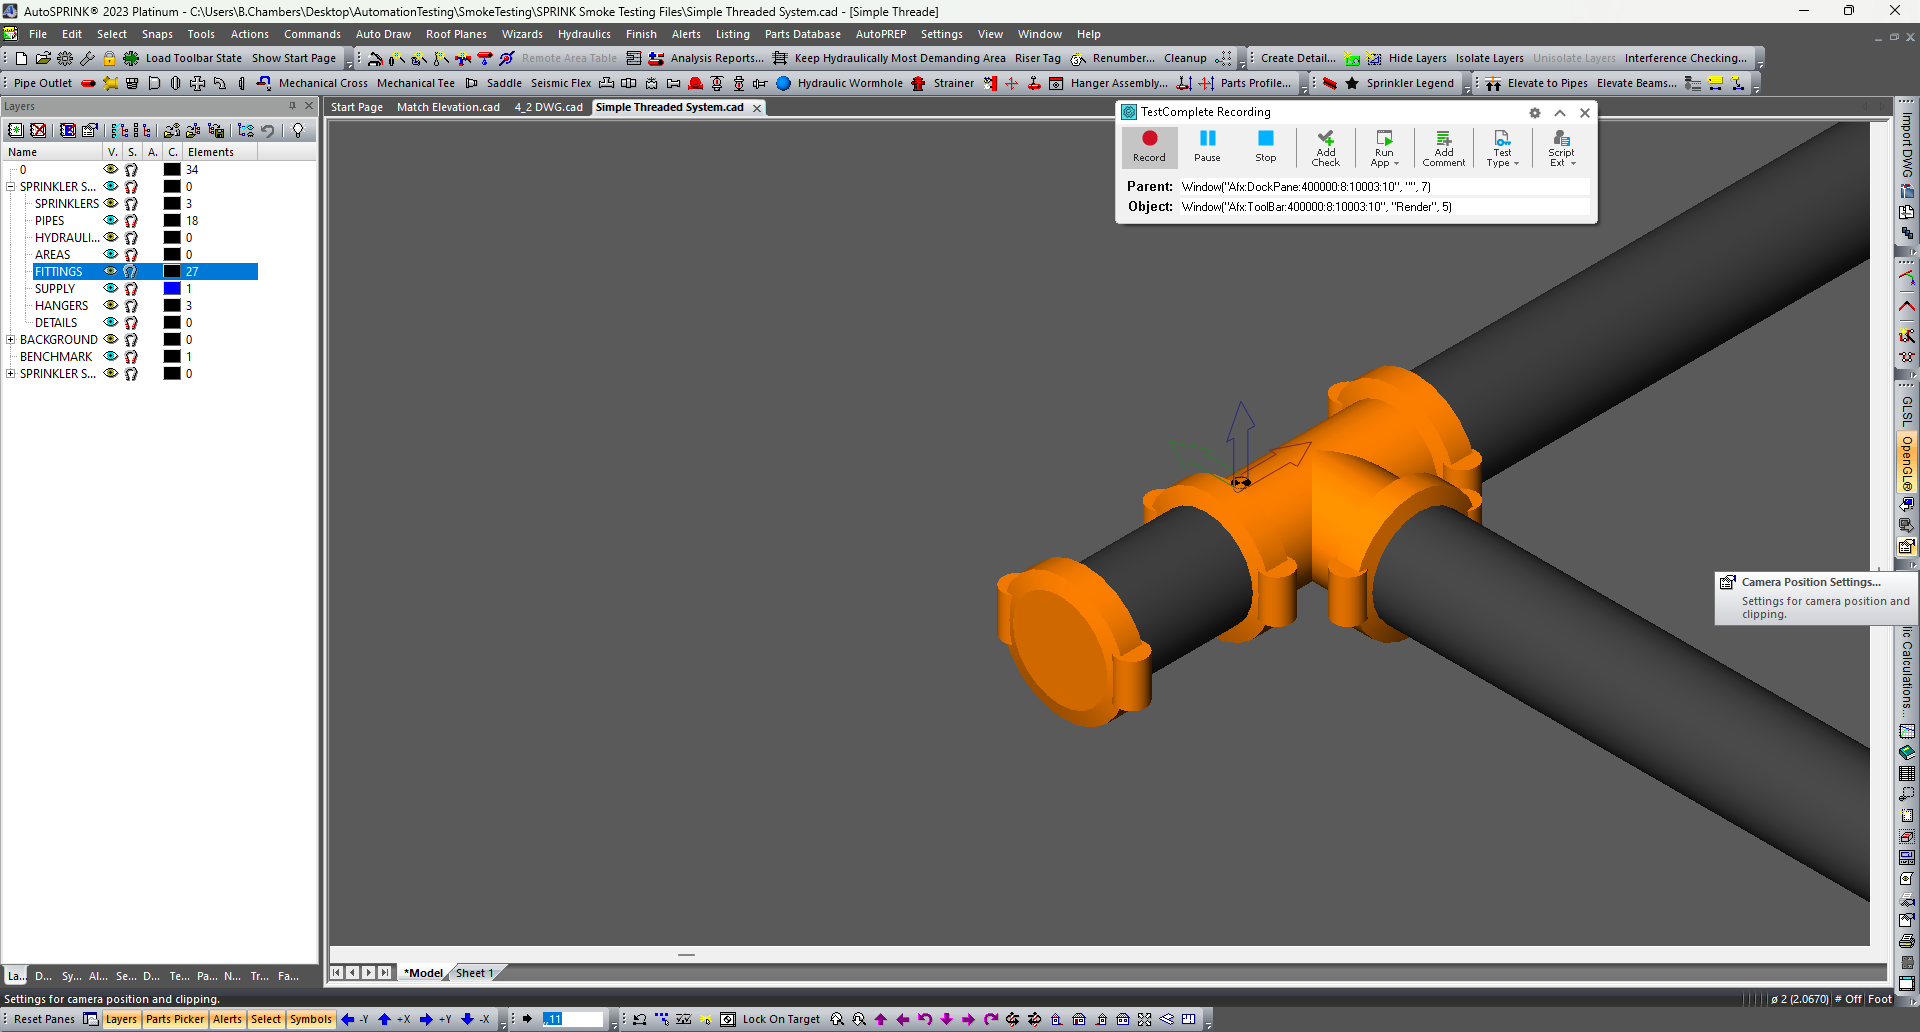 AutoSPRINK® 2023 Platinum - C:\Users\B.Chambers\Desktop\AutomationTesting\SmokeTesting\SPRINK Smoke Testing Files\Simple Threaded System.cad - [Simple Threade]
File Edit Select Snaps Tools Actions Commands Auto Draw Roof Planes Wizards Hydraulics Finish Alerts Listing Parts Database AutoPREP Settings View Window Help
Load Toolbar State Show Start Page Remote Area Table Analysis Reports... Keep Hydraulically Most Demanding Area Riser Tag Renumber... Cleanup Create Detail... Hide Layers Isolate Layers Unisolate Layers Interference Checking...
Pipe Outlet Mechanical Cross Mechanical Tee Saddle Seismic Flex Hydraulic Wormhole Strainer Hanger Assembly... Parts Profile... Sprinkler Legend Elevate to Pipes Elevate Beams...
Layers
Start Page Match Elevation.cad 4_2 DWG.cad Simple Threaded System.cad
Name V. S. A. C. Elements
0 34
SPRINKLER S... 0
SPRINKLERS 3
PIPES 18
HYDRAULI... 0
AREAS 0
FITTINGS 27
SUPPLY 1
HANGERS 3
DETAILS 0
BACKGROUND 0
BENCHMARK 1
SPRINKLER S... 0
TestComplete Recording
Record Pause Stop Add Check Run App Add Comment Test Type Script Ext
Parent: Window("Afx:DockPane:400000:8:10003:10", "", 7)
Object: Window("Afx:ToolBar:400000:8:10003:10", "Render", 5)
Import DWG
GLSL
OpenGL®
Camera Position Settings...
Settings for camera position and
clipping.
lic Calculations...
La... D... Sy... Al... Se... D... Te... Pa... N... Tr... Fa...
*Model Sheet 1
Settings for camera position and clipping.
ø 2 (2.0670) # Off Foot
Reset Panes Layers Parts Picker Alerts Select Symbols -Y +X +Y -X
Lock On Target